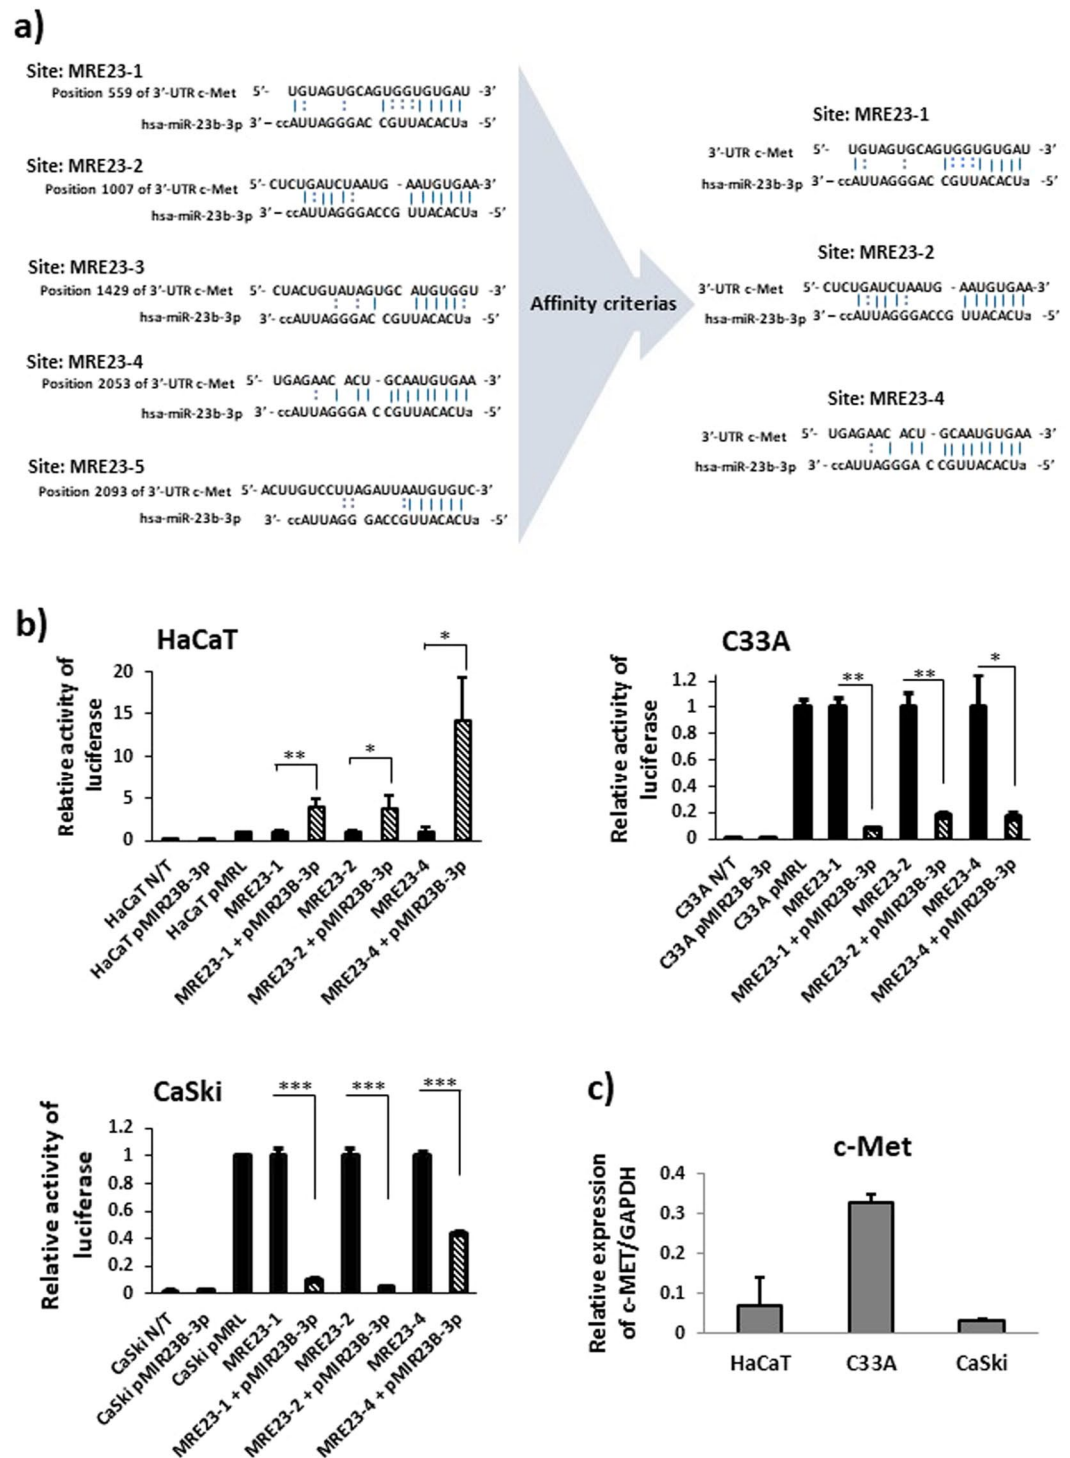 a)
Site: MRE23-1
Position 559 of 3'-UTR c-Met 5'- UGUAGUGCAGUGGUGUGAU -3'
hsa-miR-23b-3p 3'– ccAUUAGGGAC CGUUACACUa -5'
Site: MRE23-2
Position 1007 of 3'-UTR c-Met 5'- CUCUGAUCUAAUG - AAUGUGAA-3'
hsa-miR-23b-3p 3'– ccAUUAGGGACCG UUACACUa -5'
Site: MRE23-3
Position 1429 of 3'-UTR c-Met 5'- CUACUGUAUAGUGC AUGUGGU -3'
hsa-miR-23b-3p 3'- ccAUUAGGGAC CGUUACACUa -5'
Site: MRE23-4
Position 2053 of 3'-UTR c-Met 5'- UGAGAAC ACU - GCAAUGUGAA -3'
hsa-miR-23b-3p 3'- ccAUUAGGGA C CGUUACACUa -5'
Site: MRE23-5
Position 2093 of 3'-UTR c-Met 5'- ACUUGUCCUUAGAUUAAUGUGUC-3'
hsa-miR-23b-3p 3'- ccAUUAGG GACCGUUACACUa -5'
Affinity criterias
Site: MRE23-1
3'-UTR c-Met 5'- UGUAGUGCAGUGGUGUGAU -3'
hsa-miR-23b-3p 3'– ccAUUAGGGAC CGUUACACUa -5'
Site: MRE23-2
3'-UTR c-Met 5'- CUCUGAUCUAAUG - AAUGUGAA-3'
hsa-miR-23b-3p 3'– ccAUUAGGGACCG UUACACUa -5'
Site: MRE23-4
3'-UTR c-Met 5'- UGAGAAC ACU - GCAAUGUGAA -3'
hsa-miR-23b-3p 3'- ccAUUAGGGA C CGUUACACUa -5'
b)
HaCaT
Relative activity of
luciferase
20
15
10
5
0
**
*
*
HaCaT N/T
HaCaT pMIR23B-3p
HaCaT pMRL
MRE23-1
MRE23-1 + pMIR23B-3p
MRE23-2
MRE23-2 + pMIR23B-3p
MRE23-4
MRE23-4 + pMIR23B-3p
C33A
Relative activity of
luciferase
1.2
1
0.8
0.6
0.4
0.2
0
**
**
*
C33A N/T
C33A pMIR23B-3p
C33A pMRL
MRE23-1
MRE23-1 + pMIR23B-3p
MRE23-2
MRE23-2 + pMIR23B-3p
MRE23-4
MRE23-4 + pMIR23B-3p
CaSki
Relative activity of
luciferase
1.2
1
0.8
0.6
0.4
0.2
0
***
***
***
CaSki N/T
CaSki pMIR23B-3p
CaSki pMRL
MRE23-1
MRE23-1 + pMIR23B-3p
MRE23-2
MRE23-2 + pMIR23B-3p
MRE23-4
MRE23-4 + pMIR23B-3p
c)
c-Met
Relative expression
of c-MET/GAPDH
0.4
0.3
0.2
0.1
0
HaCaT
C33A
CaSki